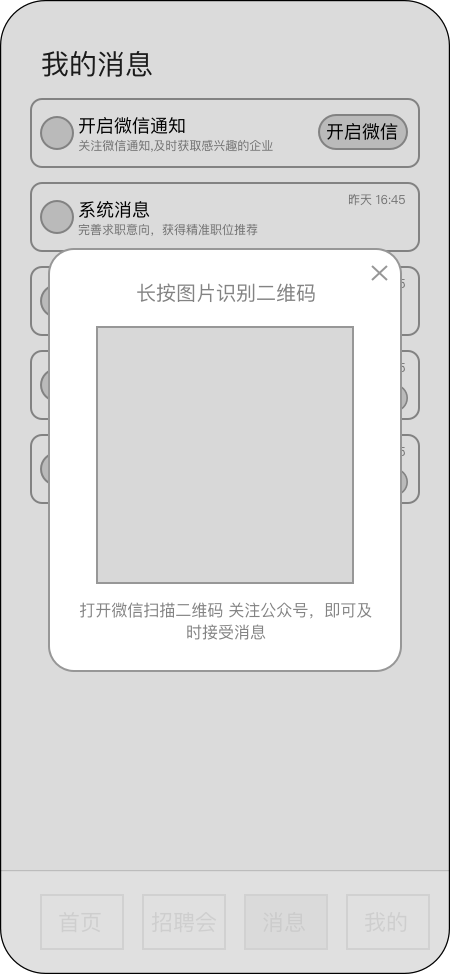 我的消息
开启微信通知
开启微信
关注微信通知,及时获取感兴趣的企业
昨天 16:45
系统消息
完善求职意向，获得精准职位推荐
长按图片识别二维码
打开微信扫描二维码 关注公众号，即可及
时接受消息
首页
招聘会
消息
我的